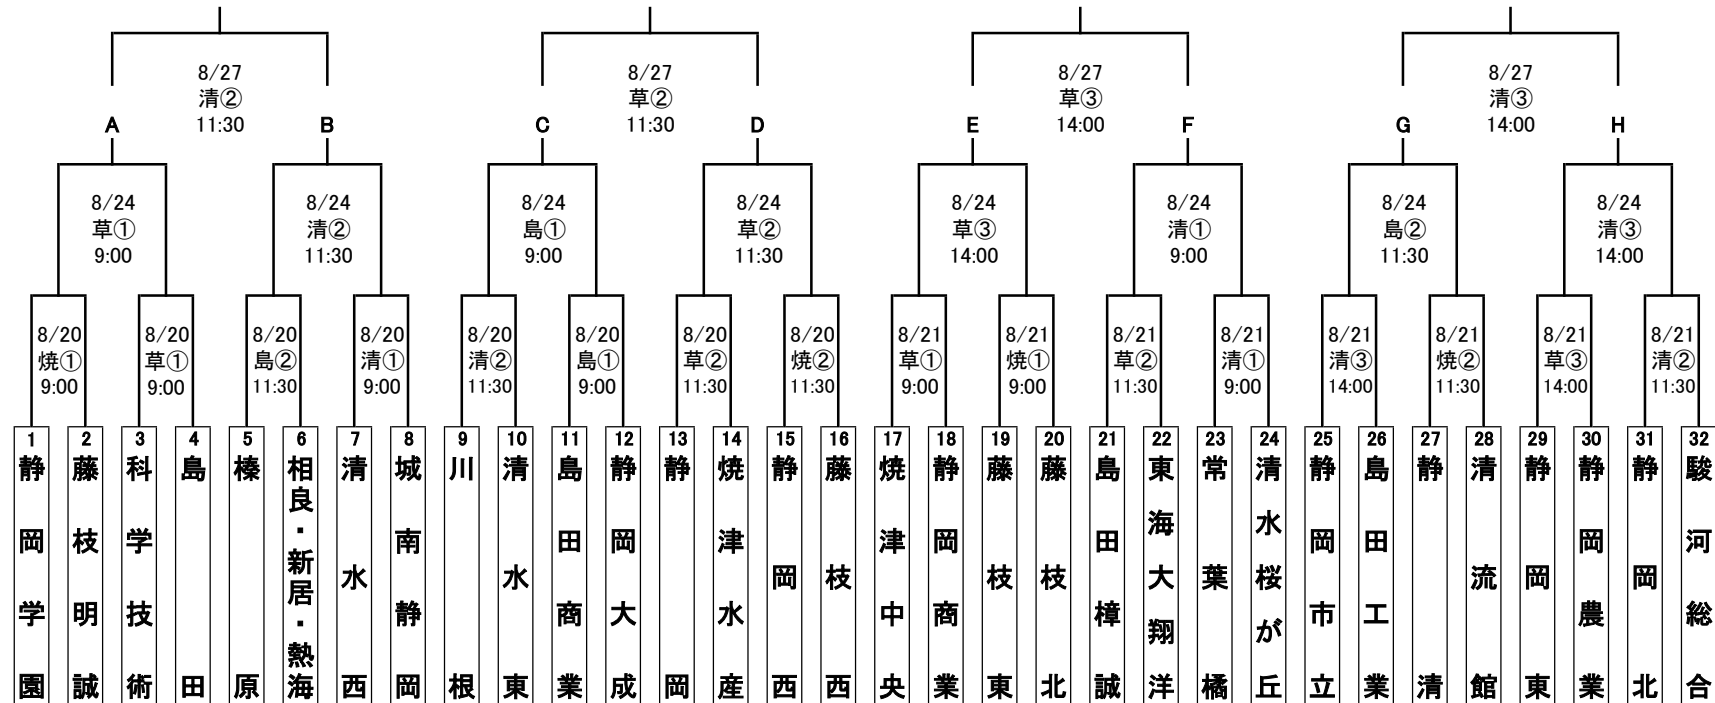 8/27
清②
11:30
8/27
草②
11:30
8/27
草③
14:00
8/27
清③
14:00
A
B
C
D
E
F
G
H
8/24
草①
9:00
8/24
清②
11:30
8/24
島①
9:00
8/24
草②
11:30
8/24
草③
14:00
8/24
清①
9:00
8/24
島②
11:30
8/24
清③
14:00
8/20
焼①
9:00
8/20
草①
9:00
8/20
島②
11:30
8/20
清①
9:00
8/20
清②
11:30
8/20
島①
9:00
8/20
草②
11:30
8/20
焼②
11:30
8/21
草①
9:00
8/21
焼①
9:00
8/21
草②
11:30
8/21
清①
9:00
8/21
清③
14:00
8/21
焼②
11:30
8/21
草③
14:00
8/21
清②
11:30
1
静岡学園
2
藤枝明誠
3
科学技術
4
島田
5
榛原
6
相良・新居・熱海
7
清水西
8
城南静岡
9
川根
10
清水東
11
島田商業
12
静岡大成
13
静岡
14
焼津水産
15
静岡西
16
藤枝西
17
焼津中央
18
静岡商業
19
藤枝東
20
藤枝北
21
島田樟誠
22
東海大翔洋
23
常葉橘
24
清水桜が丘
25
静岡市立
26
島田工業
27
静清
28
清流館
29
静岡東
30
静岡農業
31
静岡北
32
駿河総合